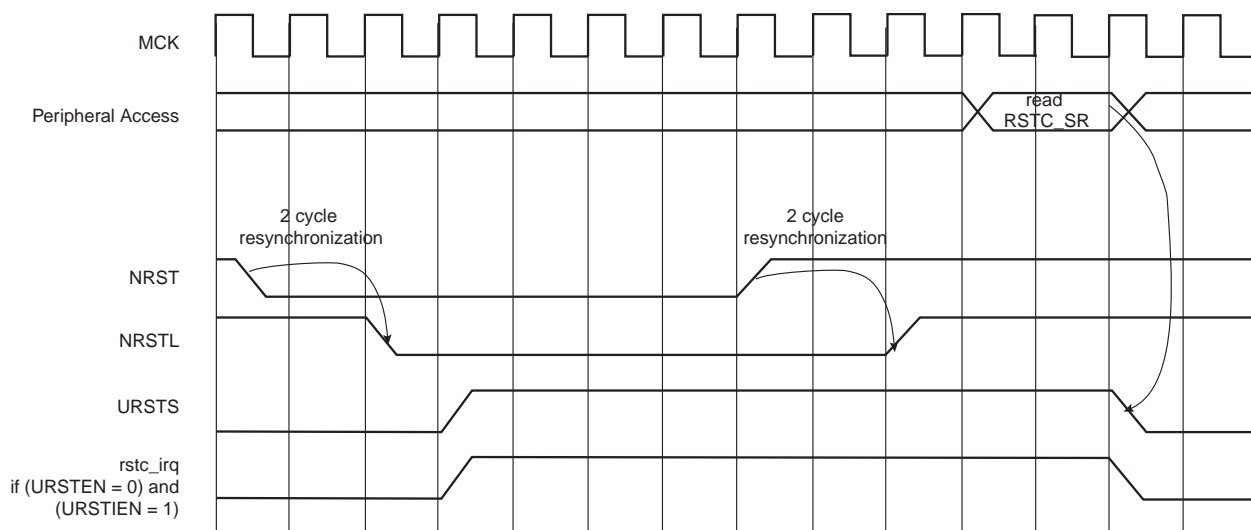 MCK
Peripheral Access
read
RSTC_SR
2 cycle
resynchronization
2 cycle
resynchronization
NRST
NRSTL
URSTS
rstc_irq
if (URSTEN = 0) and
(URSTIEN = 1)